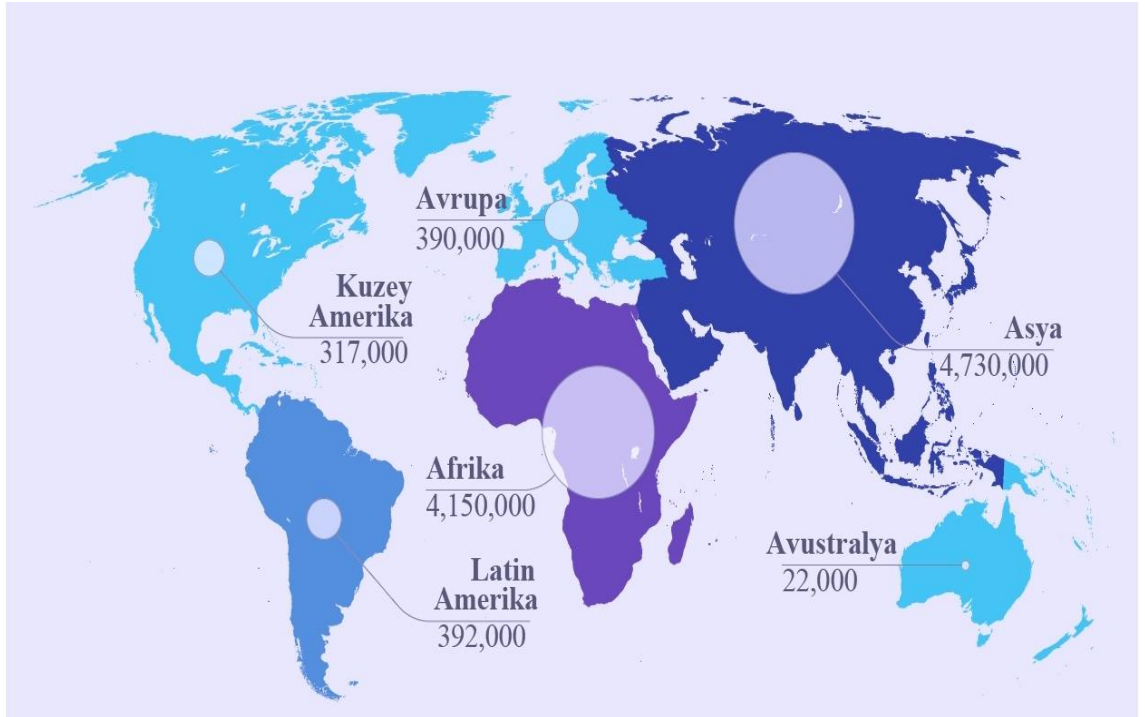 Avrupa
390,000
Kuzey
Amerika
317,000
Asya
4,730,000
Afrika
4,150,000
Avustralya
22,000
Latin
Amerika
392,000